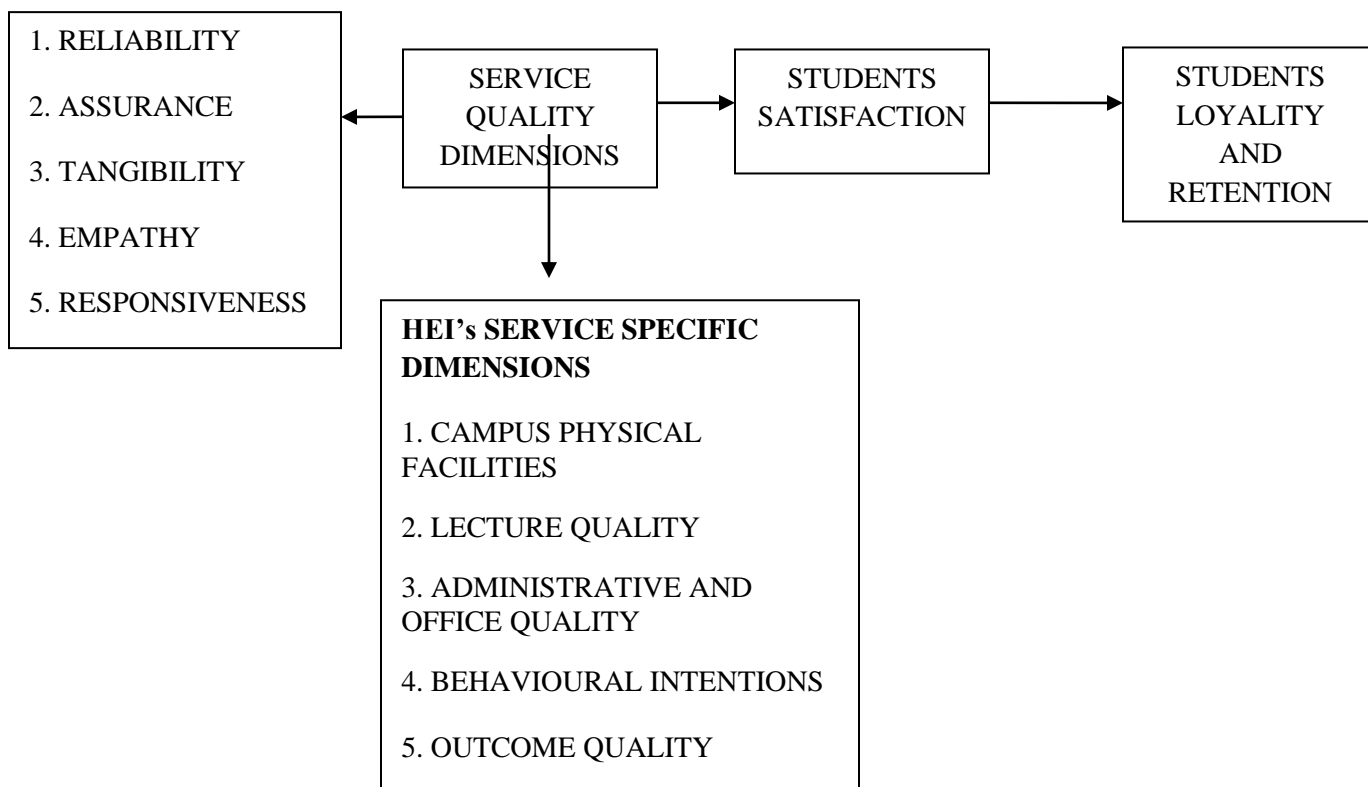 1. RELIABILITY
2. ASSURANCE
3. TANGIBILITY
4. EMPATHY
5. RESPONSIVENESS
SERVICE
QUALITY
DIMENSIONS
STUDENTS
SATISFACTION
STUDENTS
LOYALITY
AND
RETENTION
HEI’s SERVICE SPECIFIC
DIMENSIONS
1. CAMPUS PHYSICAL
FACILITIES
2. LECTURE QUALITY
3. ADMINISTRATIVE AND
OFFICE QUALITY
4. BEHAVIOURAL INTENTIONS
5. OUTCOME QUALITY